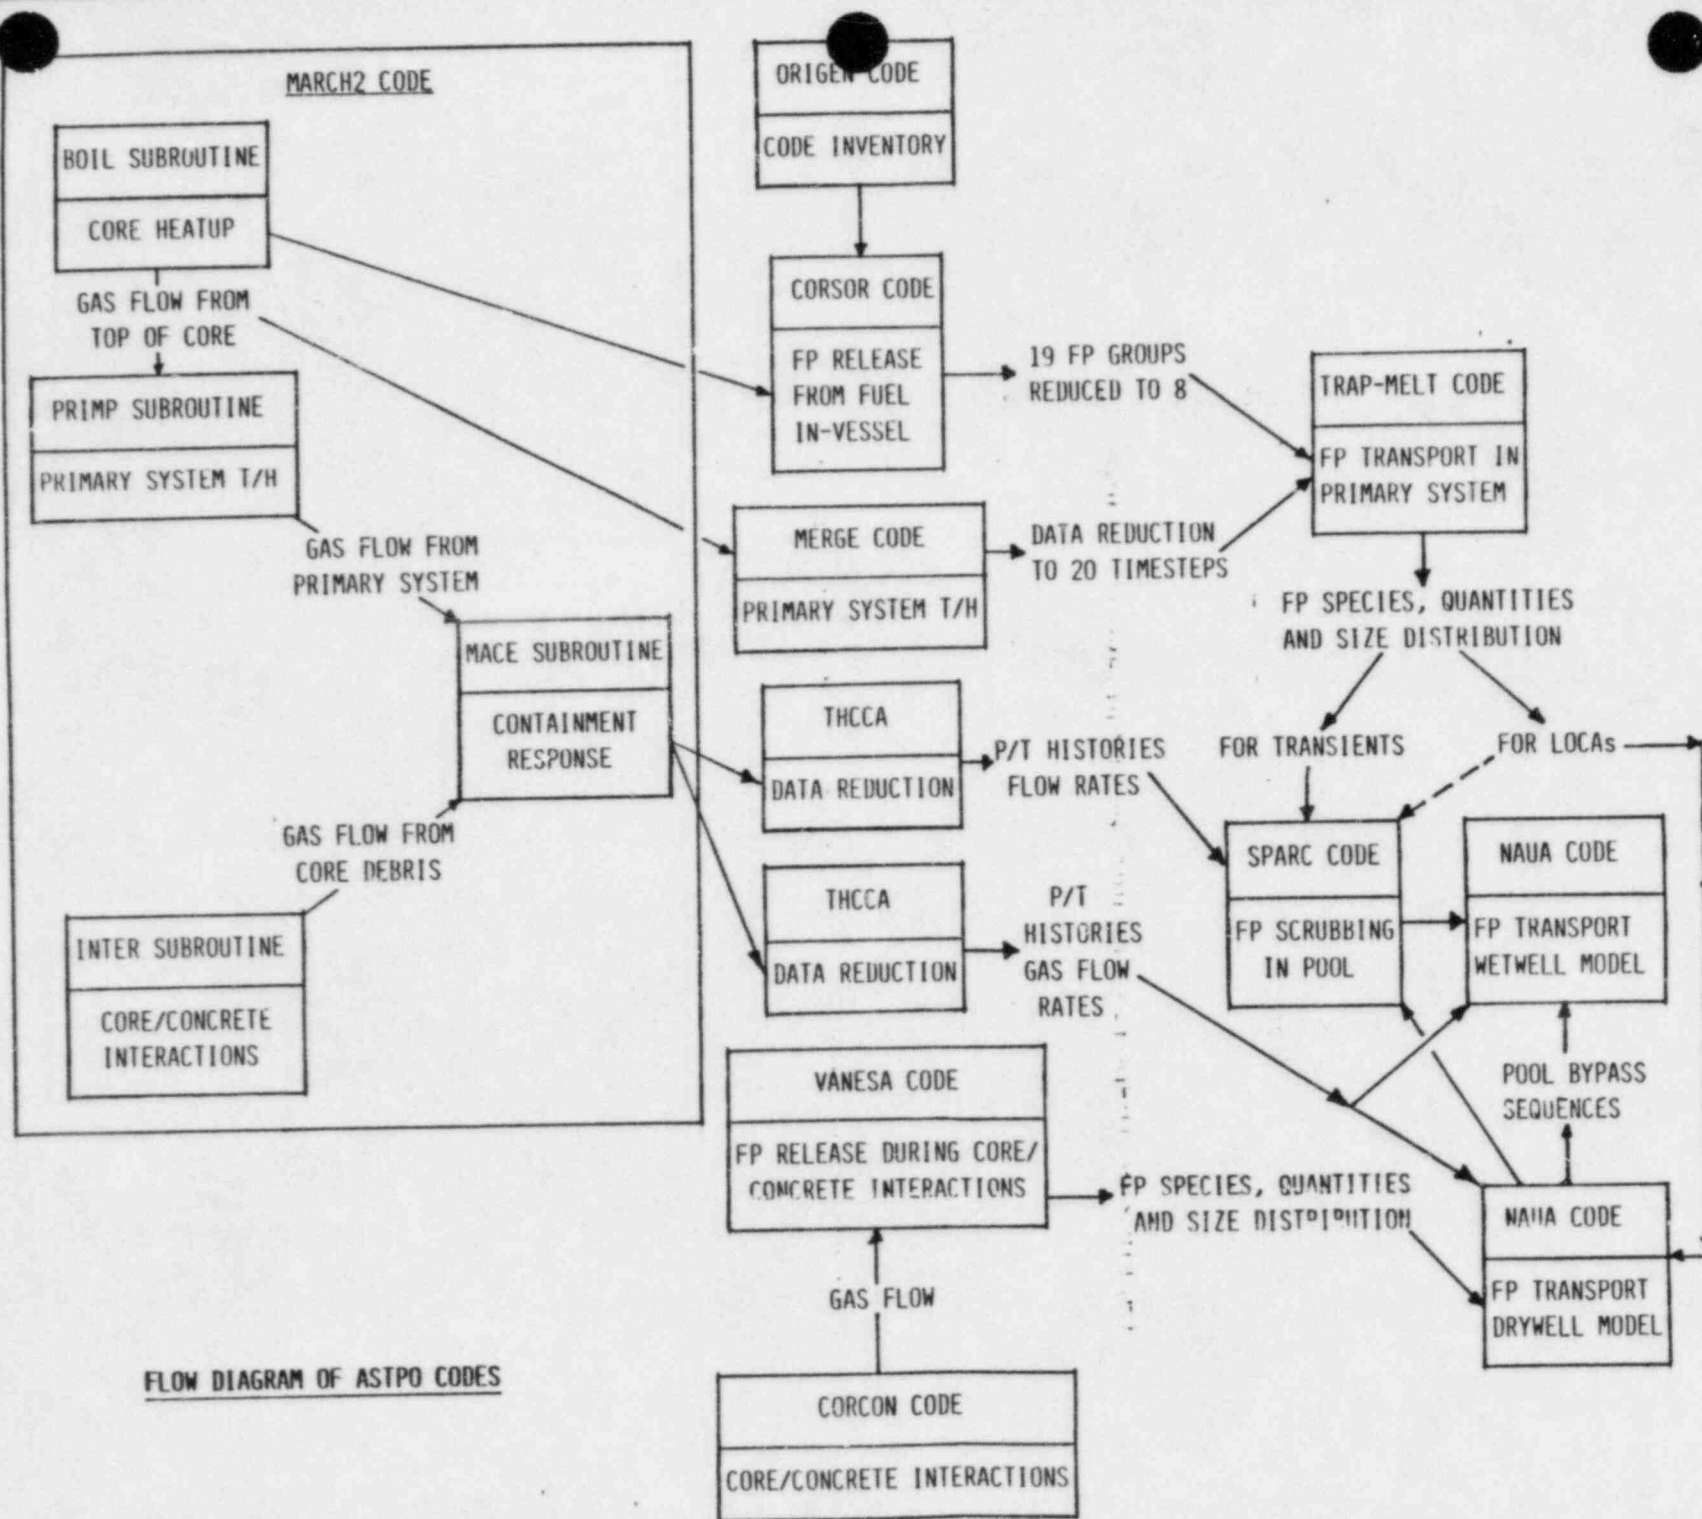 MARCH2 CODE
BOIL SUBROUTINE
CORE HEATUP
GAS FLOW FROM
TOP OF CORE
PRIMP SUBROUTINE
PRIMARY SYSTEM T/H
GAS FLOW FROM
PRIMARY SYSTEM
MACE SUBROUTINE
CONTAINMENT
RESPONSE
GAS FLOW FROM
CORE DEBRIS
INTER SUBROUTINE
CORE/CONCRETE
INTERACTIONS
ORIGEN CODE
CODE INVENTORY
CORSOR CODE
FP RELEASE
FROM FUEL
IN-VESSEL
19 FP GROUPS
REDUCED TO 8
MERGE CODE
PRIMARY SYSTEM T/H
DATA REDUCTION
TO 20 TIMESTEPS
TRAP-MELT CODE
FP TRANSPORT IN
PRIMARY SYSTEM
FP SPECIES, QUANTITIES
AND SIZE DISTRIBUTION
FOR TRANSIENTS
FOR LOCAs
THCCA
DATA REDUCTION
P/T HISTORIES
FLOW RATES
THCCA
DATA REDUCTION
P/T
HISTORIES
GAS FLOW
RATES
SPARC CODE
FP SCRUBBING
IN POOL
NAUA CODE
FP TRANSPORT
WETWELL MODEL
POOL BYPASS
SEQUENCES
VANESA CODE
FP RELEASE DURING CORE/
CONCRETE INTERACTIONS
FP SPECIES, QUANTITIES
AND SIZE DISTRIBUTION
NAUA CODE
FP TRANSPORT
DRYWELL MODEL
GAS FLOW
CORCON CODE
CORE/CONCRETE INTERACTIONS
FLOW DIAGRAM OF ASTPO CODES